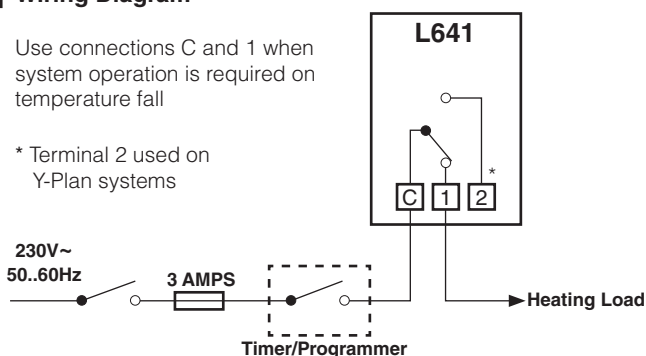 Wiring Diagram
Use connections C and 1 when
system operation is required on
temperature fall
* Terminal 2 used on
Y-Plan systems
L641
*
C 1 2
230V~
50..60Hz
3 AMPS
Heating Load
Timer/Programmer